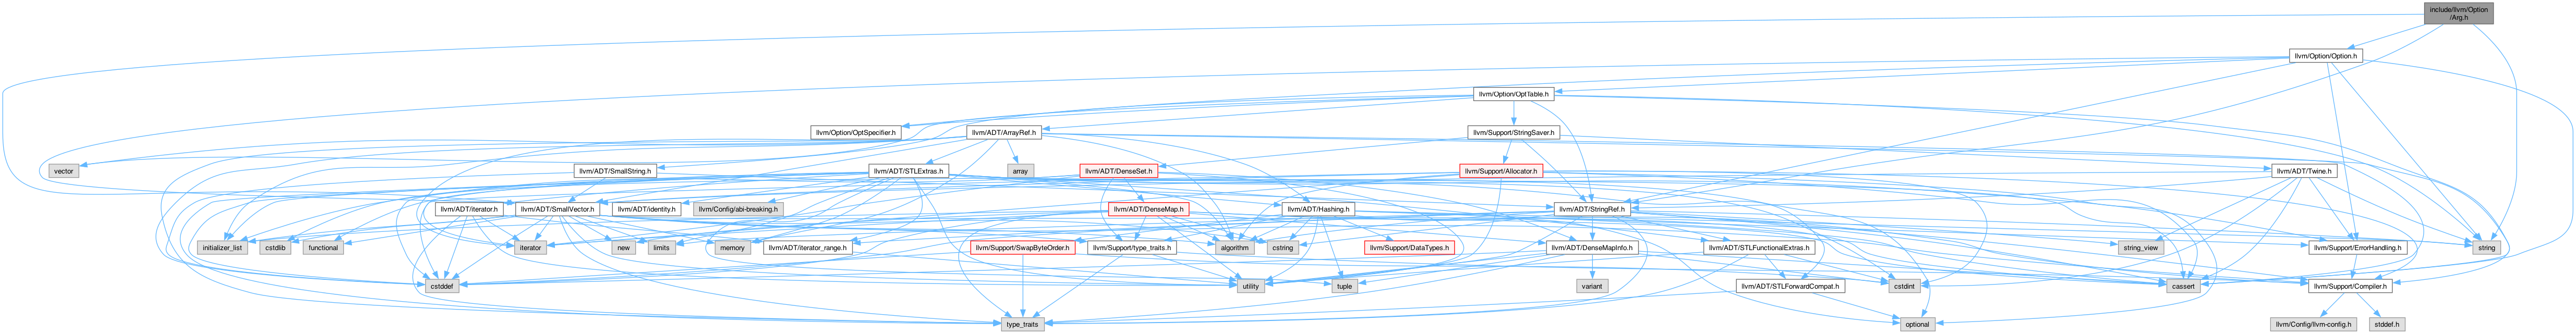 include/llvm/Option
/Arg.h
llvm/Option/Option.h
llvm/Option/OptTable.h
llvm/Option/OptSpecifier.h
llvm/ADT/ArrayRef.h
llvm/Support/StringSaver.h
vector
llvm/ADT/SmallString.h
llvm/ADT/STLExtras.h
array
llvm/ADT/DenseSet.h
llvm/Support/Allocator.h
llvm/ADT/Twine.h
llvm/ADT/iterator.h
llvm/ADT/SmallVector.h
llvm/ADT/identity.h
llvm/Config/abi-breaking.h
llvm/ADT/DenseMap.h
llvm/ADT/Hashing.h
llvm/ADT/StringRef.h
initializer_list
cstdlib
functional
iterator
new
limits
memory
llvm/ADT/iterator_range.h
llvm/Support/SwapByteOrder.h
llvm/Support/type_traits.h
algorithm
cstring
llvm/Support/DataTypes.h
llvm/ADT/DenseMapInfo.h
llvm/ADT/STLFunctionalExtras.h
string_view
llvm/Support/ErrorHandling.h
string
cstddef
utility
tuple
variant
llvm/ADT/STLForwardCompat.h
cstdint
cassert
llvm/Support/Compiler.h
type_traits
optional
llvm/Config/llvm-config.h
stddef.h